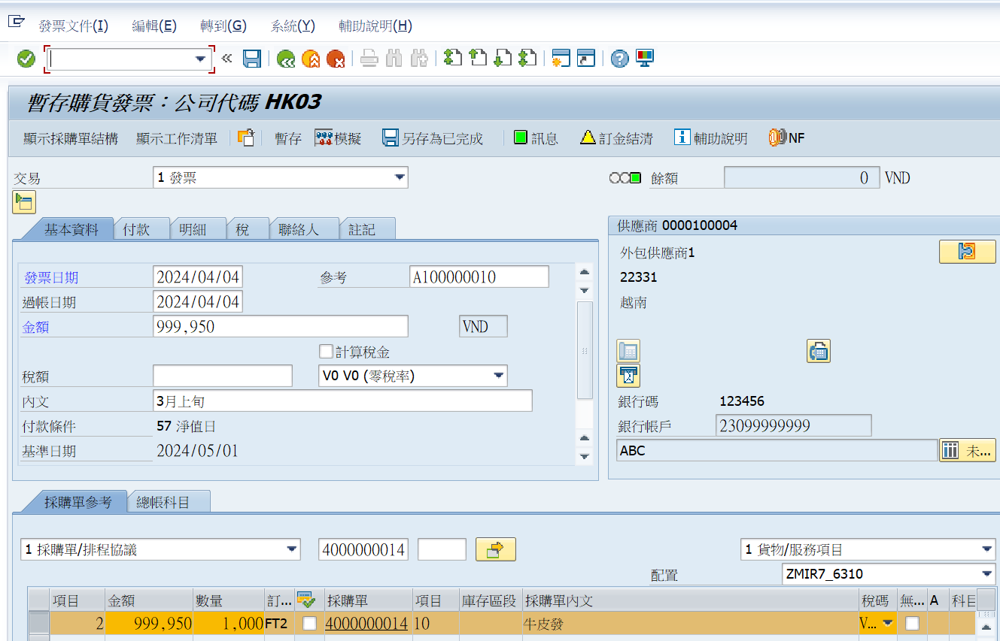 發票文件(I) 編輯(E) 轉到(G) 系統(Y) 輔助說明(H)
暫存購貨發票：公司代碼 HK03
顯示採購單結構 顯示工作清單 暫存 模擬 另存為已完成 訊息 訂金結清 輔助說明 NF
交易 1 發票 餘額 0 VND
基本資料 付款 明細 稅 聯絡人 註記
供應商 0000100004
外包供應商1
22331
越南
發票日期 2024/04/04 參考 A100000010
過帳日期 2024/04/04
金額 999,950 VND
計算稅金
稅額 V0 V0 (零稅率)
內文 3月上旬
付款條件 57 淨值日
基準日期 2024/05/01
銀行碼 123456
銀行帳戶 23099999999
ABC 未...
採購單參考 總帳科目
1 採購單/排程協議 4000000014 1 貨物/服務項目
配置 ZMIR7_6310
項目 金額 數量 訂... 採購單 項目 庫存區段 採購單內文 稅碼 無... A 科目
2 999,950 1,000 FT2 4000000014 10 牛皮發 V...